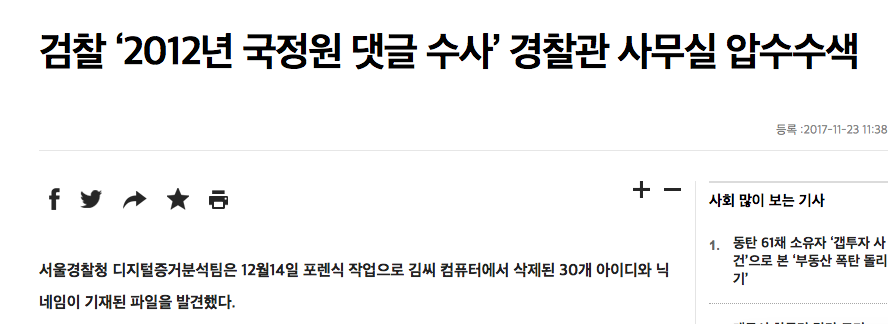 검찰 ‘2012년 국정원 댓글 수사’ 경찰관 사무실 압수수색
등록 :2017-11-23 11:38
사회 많이 보는 기사
1. 동탄 61채 소유자 ‘갭투자 사
건’으로 본 ‘부동산 폭탄 돌리
기’
서울경찰청 디지털증거분석팀은 12월14일 포렌식 작업으로 김씨 컴퓨터에서 삭제된 30개 아이디와 닉
네임이 기재된 파일을 발견했다.